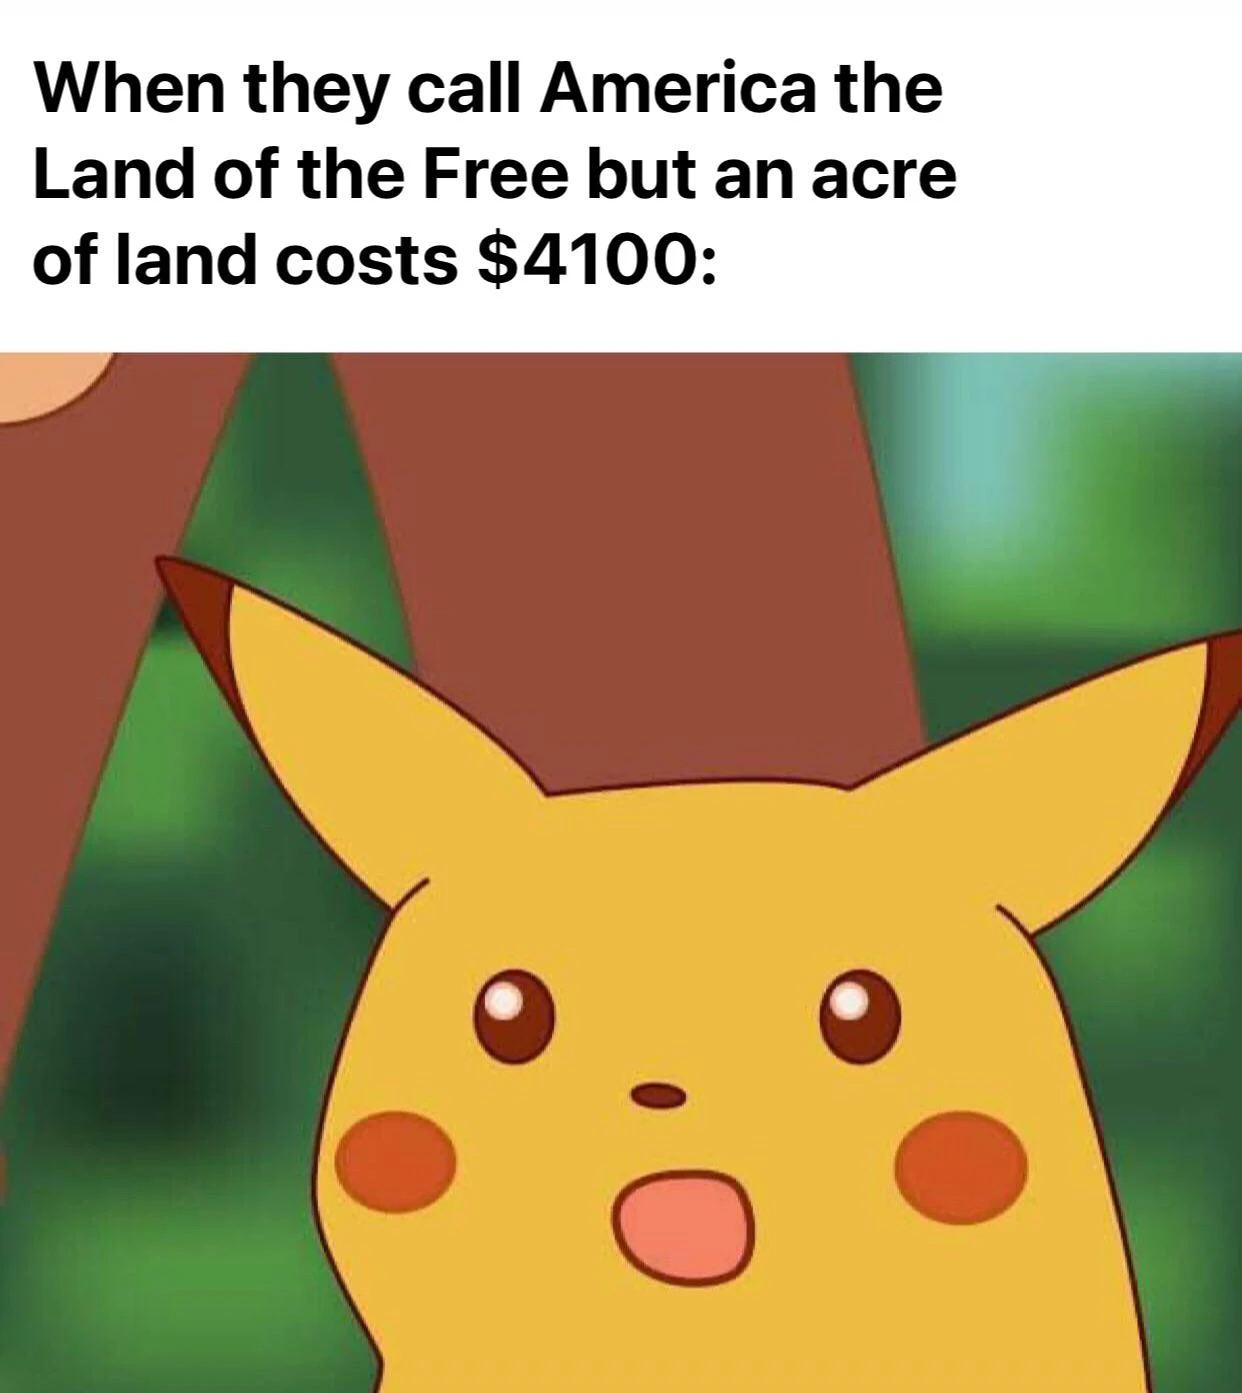 When they call America the
Land of the Free but an acre
of land costs $4100: